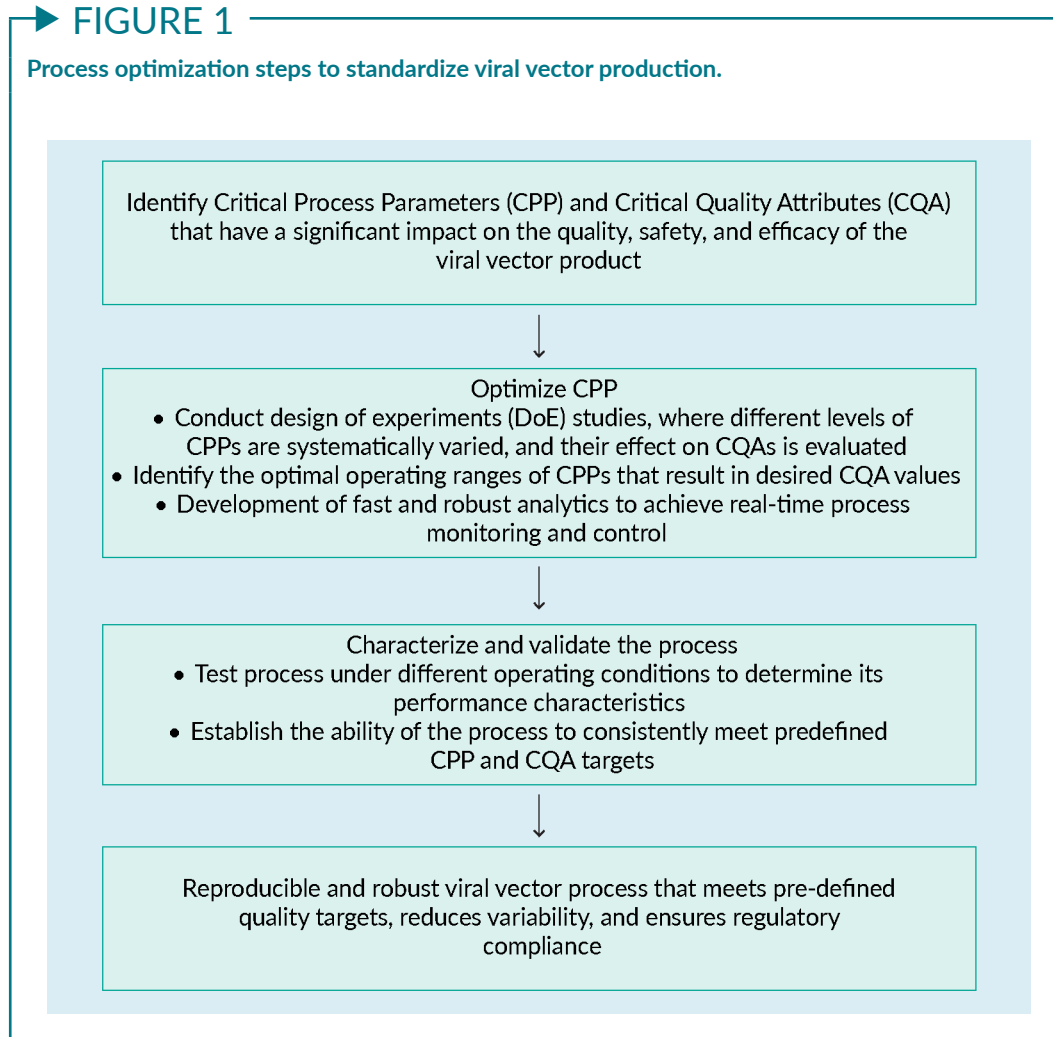 FIGURE 1
Process optimization steps to standardize viral vector production.
Identify Critical Process Parameters (CPP) and Critical Quality Attributes (CQA)
that have a significant impact on the quality, safety, and efficacy of the
viral vector product
Optimize CPP
• Conduct design of experiments (DoE) studies, where different levels of
CPPs are systematically varied, and their effect on CQAs is evaluated
• Identify the optimal operating ranges of CPPs that result in desired CQA values
• Development of fast and robust analytics to achieve real-time process
monitoring and control
Characterize and validate the process
• Test process under different operating conditions to determine its
performance characteristics
• Establish the ability of the process to consistently meet predefined
CPP and CQA targets
Reproducible and robust viral vector process that meets pre-defined
quality targets, reduces variability, and ensures regulatory
compliance